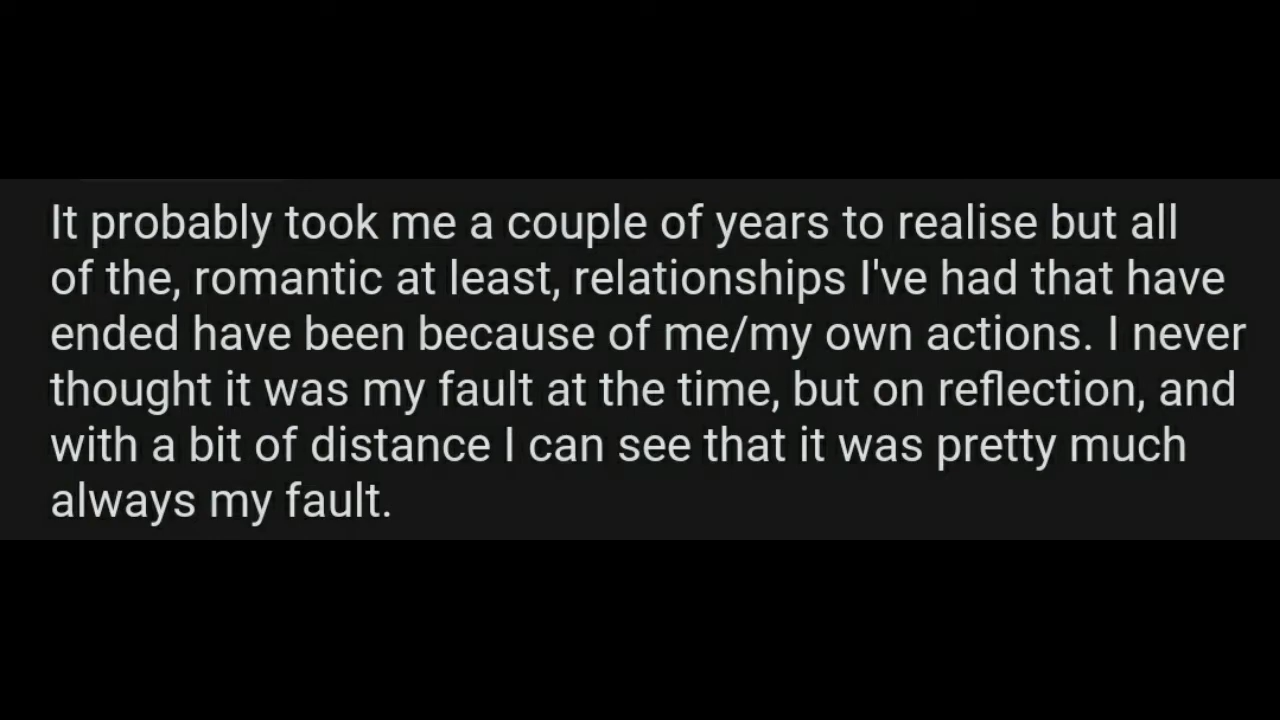 It probably took me a couple of years to realise but all
of the, romantic at least, relationships I've had that have
ended have been because of me/my own actions. I never
thought it was my fault at the time, but on reflection, and
with a bit of distance I can see that it was pretty much
always my fault.